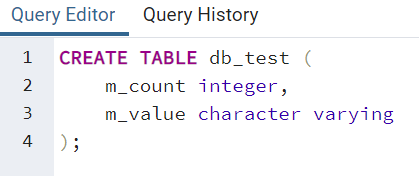 Query Editor Query History
1 CREATE TABLE db_test (
2 m_count integer,
3 m_value character varying
4 );